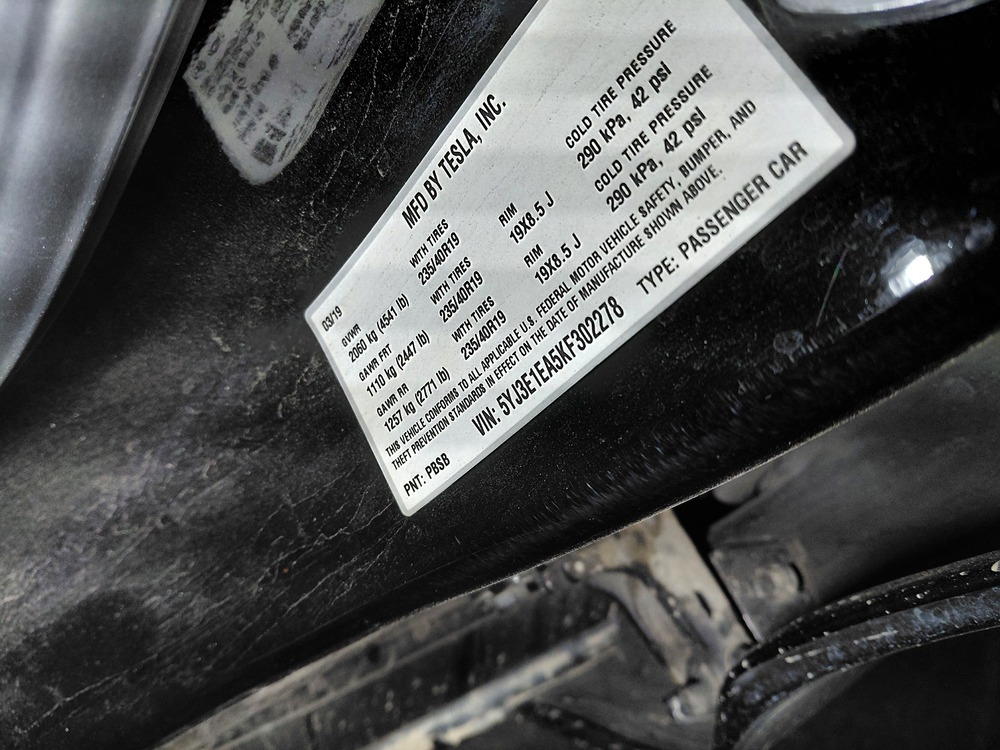 MFD BY TESLA, INC.
03/19
GVWR
2060 kg (4541 lb)
WITH TIRES
235/40R19
RIM
19X8.5 J
COLD TIRE PRESSURE
290 kPa, 42 psi
GAWR FRT
1110 kg (2447 lb)
WITH TIRES
235/40R19
RIM
19X8.5 J
COLD TIRE PRESSURE
290 kPa, 42 psi
GAWR RR
1257 kg (2771 lb)
WITH TIRES
235/40R19
THIS VEHICLE CONFORMS TO ALL APPLICABLE U.S. FEDERAL MOTOR VEHICLE SAFETY, BUMPER, AND
THEFT PREVENTION STANDARDS IN EFFECT ON THE DATE OF MANUFACTURE SHOWN ABOVE.
VIN: 5YJ3E1EA5KF302278
TYPE: PASSENGER CAR
PNT: PBSB